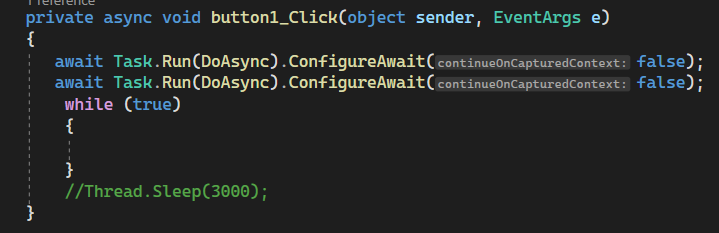 1 reference
private async void button1_Click(object sender, EventArgs e)
{
await Task.Run(DoAsync).ConfigureAwait(continueOnCapturedContext: false);
await Task.Run(DoAsync).ConfigureAwait(continueOnCapturedContext: false);
while (true)
{
}
//Thread.Sleep(3000);
}